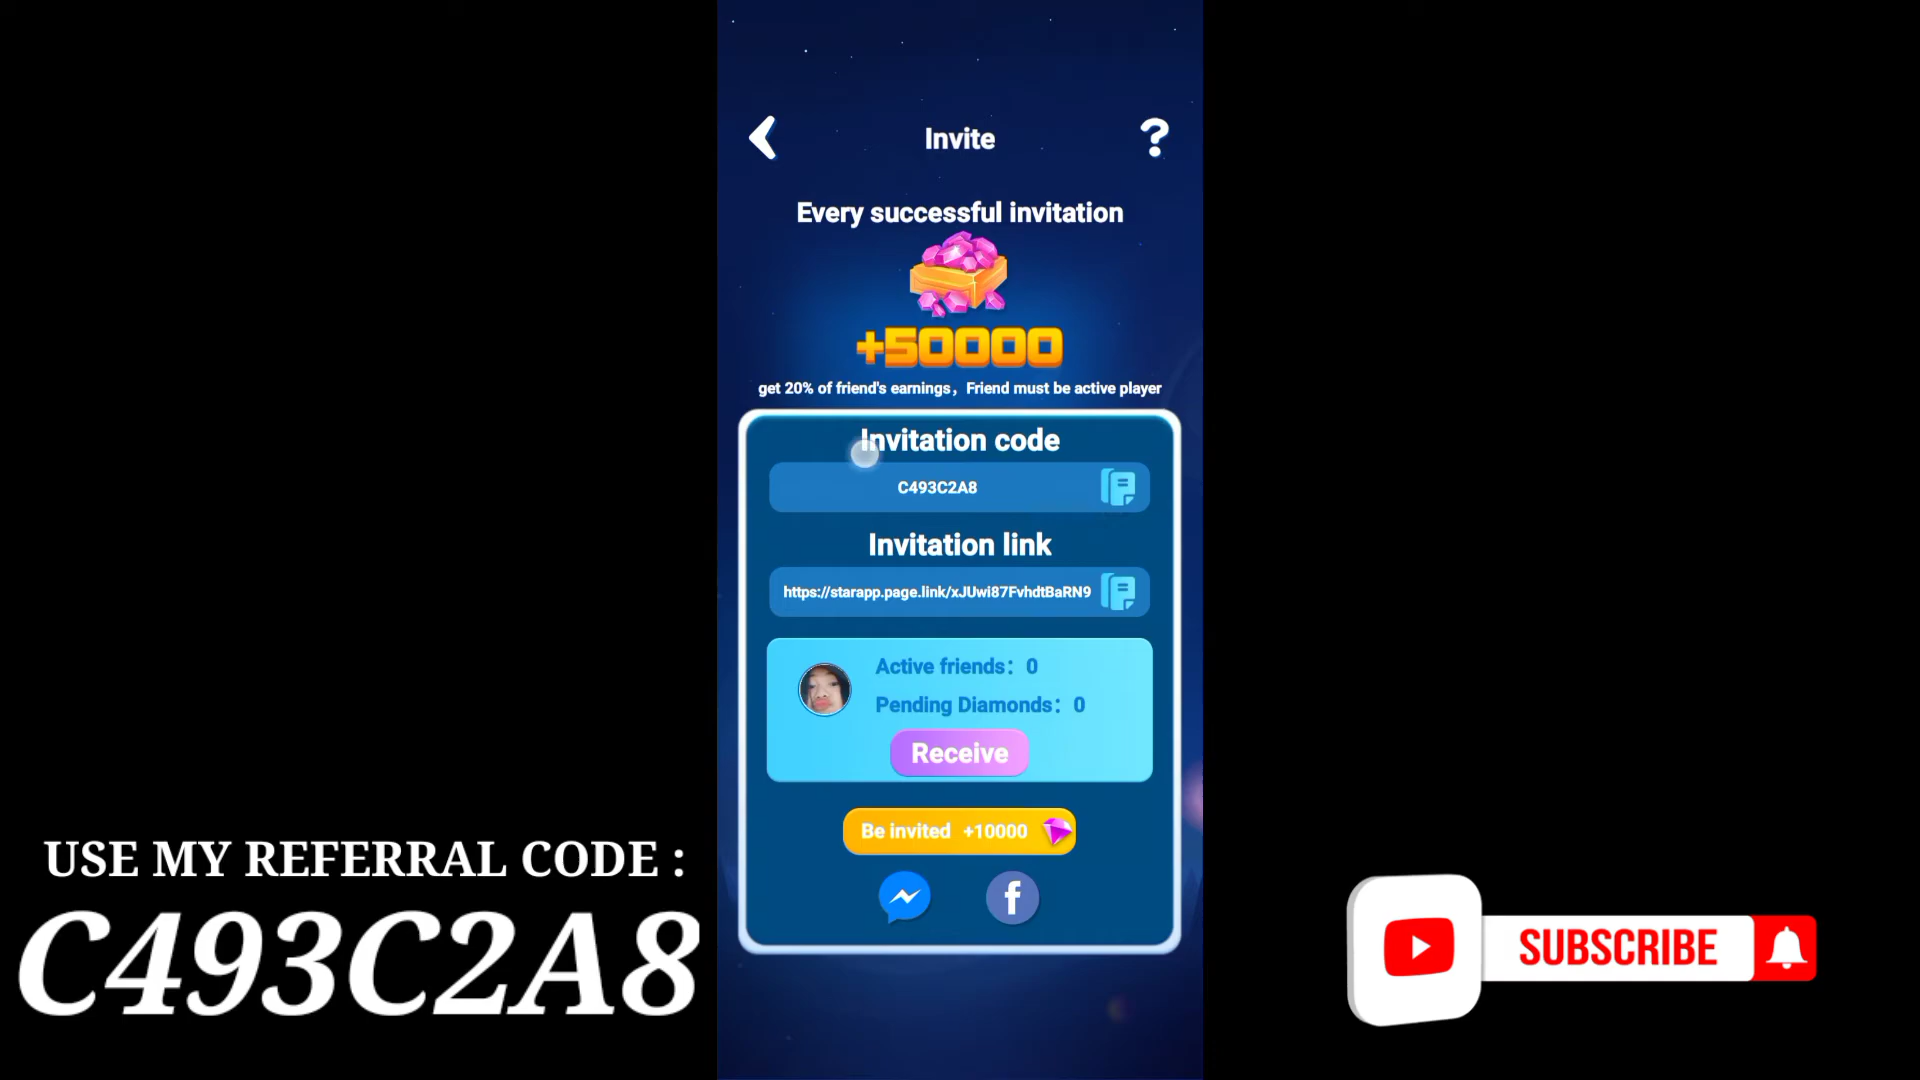 Invite
Every successful invitation
+50000
get 20% of friend's earnings，Friend must be active player
Invitation code
C493C2A8
Invitation link
https://starapp.page.link/xJUwi87FvhdtBaRN9
Active friends：0
Pending Diamonds：0
Receive
Be invited +10000
USE MY REFERRAL CODE :
C493C2A8
SUBSCRIBE